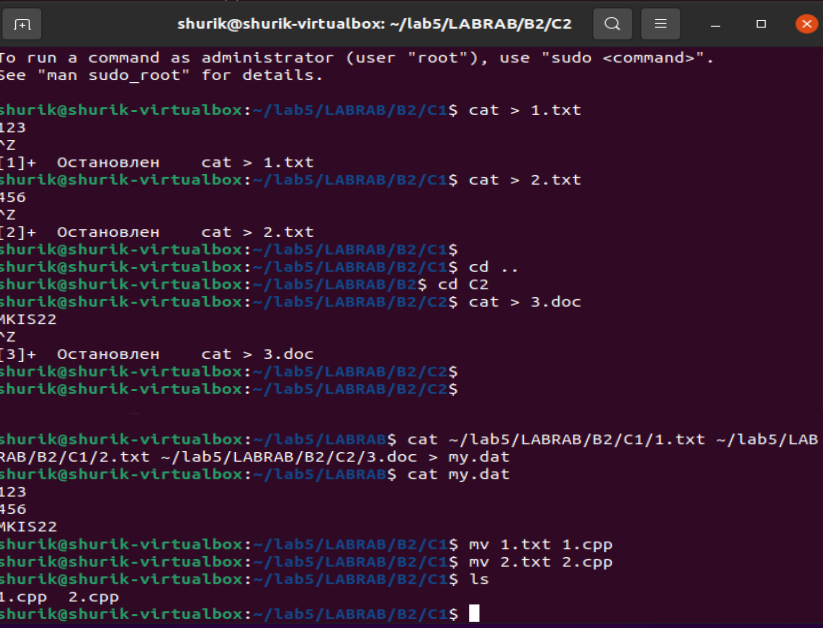 shurik@shurik-virtualbox: ~/lab5/LABRAB/B2/C2
To run a command as administrator (user "root"), use "sudo <command>".
See "man sudo_root" for details.
shurik@shurik-virtualbox:~/lab5/LABRAB/B2/C1$ cat > 1.txt
123
^Z
[1]+  Остановлен    cat > 1.txt
shurik@shurik-virtualbox:~/lab5/LABRAB/B2/C1$ cat > 2.txt
456
^Z
[2]+  Остановлен    cat > 2.txt
shurik@shurik-virtualbox:~/lab5/LABRAB/B2/C1$
shurik@shurik-virtualbox:~/lab5/LABRAB/B2/C1$ cd ..
shurik@shurik-virtualbox:~/lab5/LABRAB/B2$ cd C2
shurik@shurik-virtualbox:~/lab5/LABRAB/B2/C2$ cat > 3.doc
MKIS22
^Z
[3]+  Остановлен    cat > 3.doc
shurik@shurik-virtualbox:~/lab5/LABRAB/B2/C2$
shurik@shurik-virtualbox:~/lab5/LABRAB/B2/C2$
shurik@shurik-virtualbox:~/lab5/LABRAB$ cat ~/lab5/LABRAB/B2/C1/1.txt ~/lab5/LAB
RAB/B2/C1/2.txt ~/lab5/LABRAB/B2/C2/3.doc > my.dat
shurik@shurik-virtualbox:~/lab5/LABRAB$ cat my.dat
123
456
MKIS22
shurik@shurik-virtualbox:~/lab5/LABRAB/B2/C1$ mv 1.txt 1.cpp
shurik@shurik-virtualbox:~/lab5/LABRAB/B2/C1$ mv 2.txt 2.cpp
shurik@shurik-virtualbox:~/lab5/LABRAB/B2/C1$ ls
1.cpp  2.cpp
shurik@shurik-virtualbox:~/lab5/LABRAB/B2/C1$